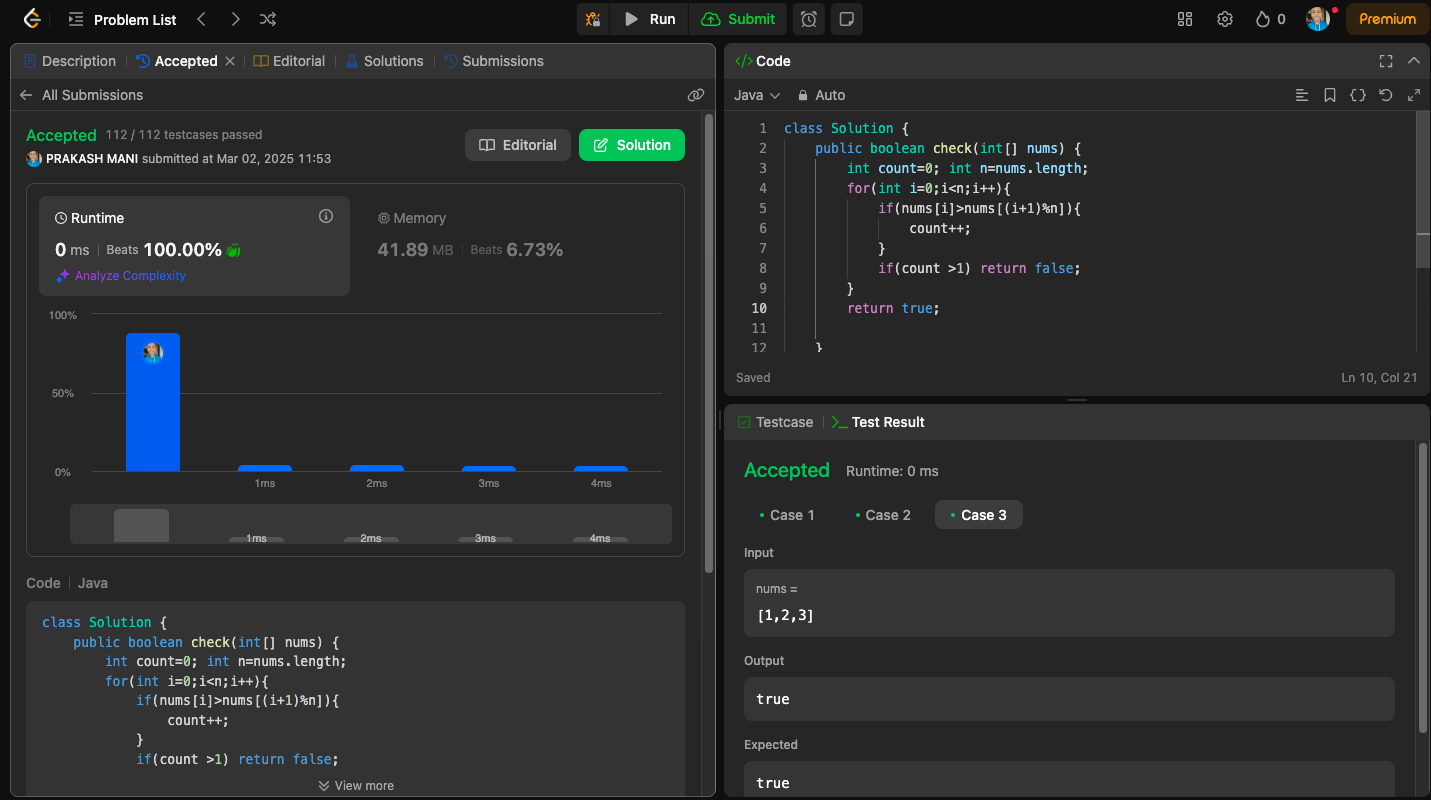 Problem List
Run
Submit
0
Premium
Description
Accepted
Editorial
Solutions
Submissions
All Submissions
Accepted 112 / 112 testcases passed
PRAKASH MANI submitted at Mar 02, 2025 11:53
Editorial
Solution
Runtime
0 ms Beats 100.00%
Analyze Complexity
Memory
41.89 MB Beats 6.73%
100%
50%
0%
1ms 2ms 3ms 4ms
1ms 2ms 3ms 4ms
Code Java
class Solution {
    public boolean check(int[] nums) {
        int count=0; int n=nums.length;
        for(int i=0;i<n;i++){
            if(nums[i]>nums[(i+1)%n]){
                count++;
            }
            if(count >1) return false;
View more
</> Code
Java
Auto
1 class Solution {
2     public boolean check(int[] nums) {
3         int count=0; int n=nums.length;
4         for(int i=0;i<n;i++){
5             if(nums[i]>nums[(i+1)%n]){
6                 count++;
7             }
8             if(count >1) return false;
9         }
10         return true;
11
12     }
Saved
Ln 10, Col 21
Testcase
>_ Test Result
Accepted Runtime: 0 ms
Case 1
Case 2
Case 3
Input
nums =
[1,2,3]
Output
true
Expected
true